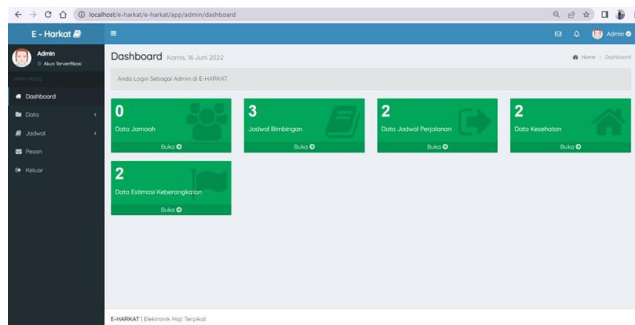 localhost/e-harkat/e-harkat/app/admin/dashboard
E - Harkat
Admin
Admin
Akun Terverifikasi
MAIN MENU
Dashboard
Data
Jadwal
Pesan
Keluar
Dashboard Kamis, 16 Juni 2022
Home > Dashboard
Anda Login Sebagai Admin di E-HARKAT
0
Data Jamaah
Buka
3
Jadwal Bimbingan
Buka
2
Data Jadwal Perjalanan
Buka
2
Data Kesehatan
Buka
2
Data Estimasi Keberangkatan
Buka
E-HARKAT | Elektronik Haji Terpikat